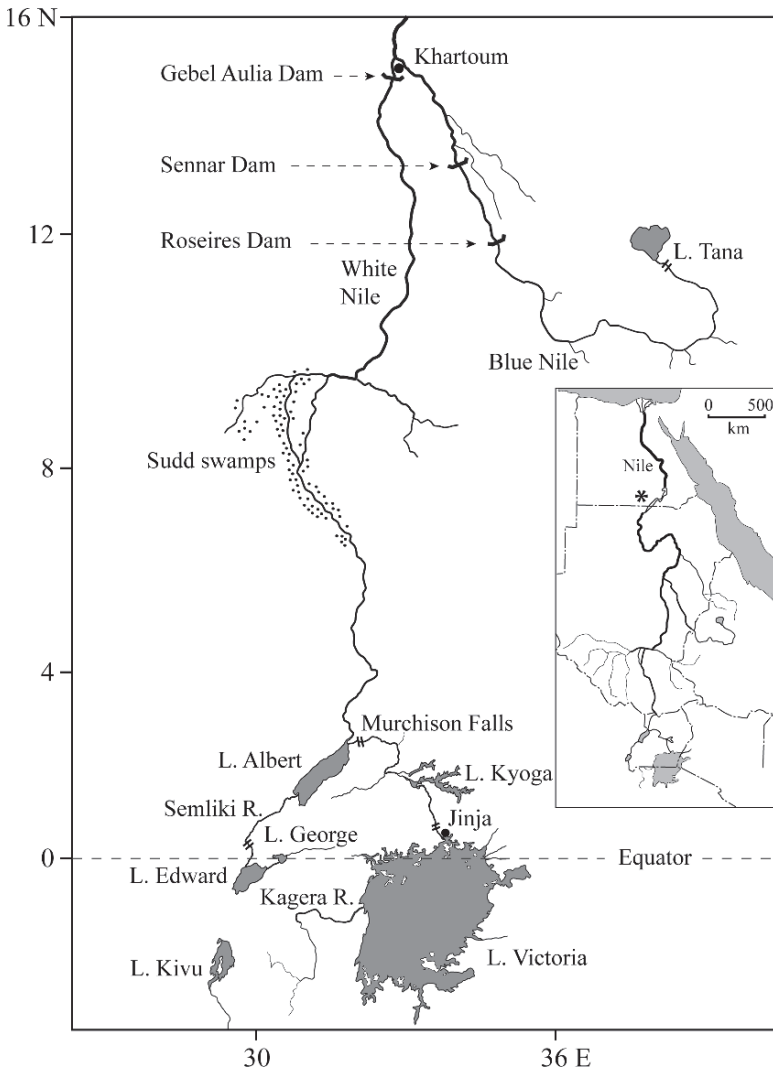 16 N
Khartoum
Gebel Aulia Dam
Sennar Dam
12
Roseires Dam
L. Tana
White
Nile
Blue Nile
0 500
km
Nile
*
8
Sudd swamps
4
Murchison Falls
L. Albert
L. Kyoga
Semliki R.
Jinja
L. George
0
Equator
L. Edward
Kagera R.
L. Victoria
L. Kivu
30
36 E